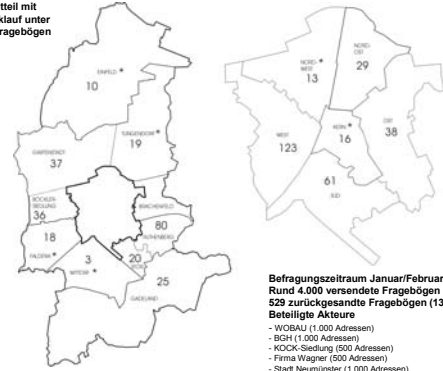 tteil mit
klauf unter
ragebögen
EINFELD *
10
TUNGENDORF *
19
GARTENSTADT
37
BÖCKLER-
SIEDLUNG
36
BRACHENFELD
80
RUTHENBERG
18
FALDERA *
3
WITTORF *
20
STÖR
25
GADELAND
NORD-
WEST *
13
NORD-
OST
29
WEST
123
KERN *
16
OST
38
61
SÜD
Befragungszeitraum Januar/Februar
Rund 4.000 versendete Fragebögen
529 zurückgesandte Fragebögen (13
Beteiligte Akteure
- WOBAU (1.000 Adressen)
- BGH (1.000 Adressen)
- KOCK-Siedlung (500 Adressen)
- Firma Wagner (500 Adressen)
- Stadt Neumünster (1.000 Adressen)